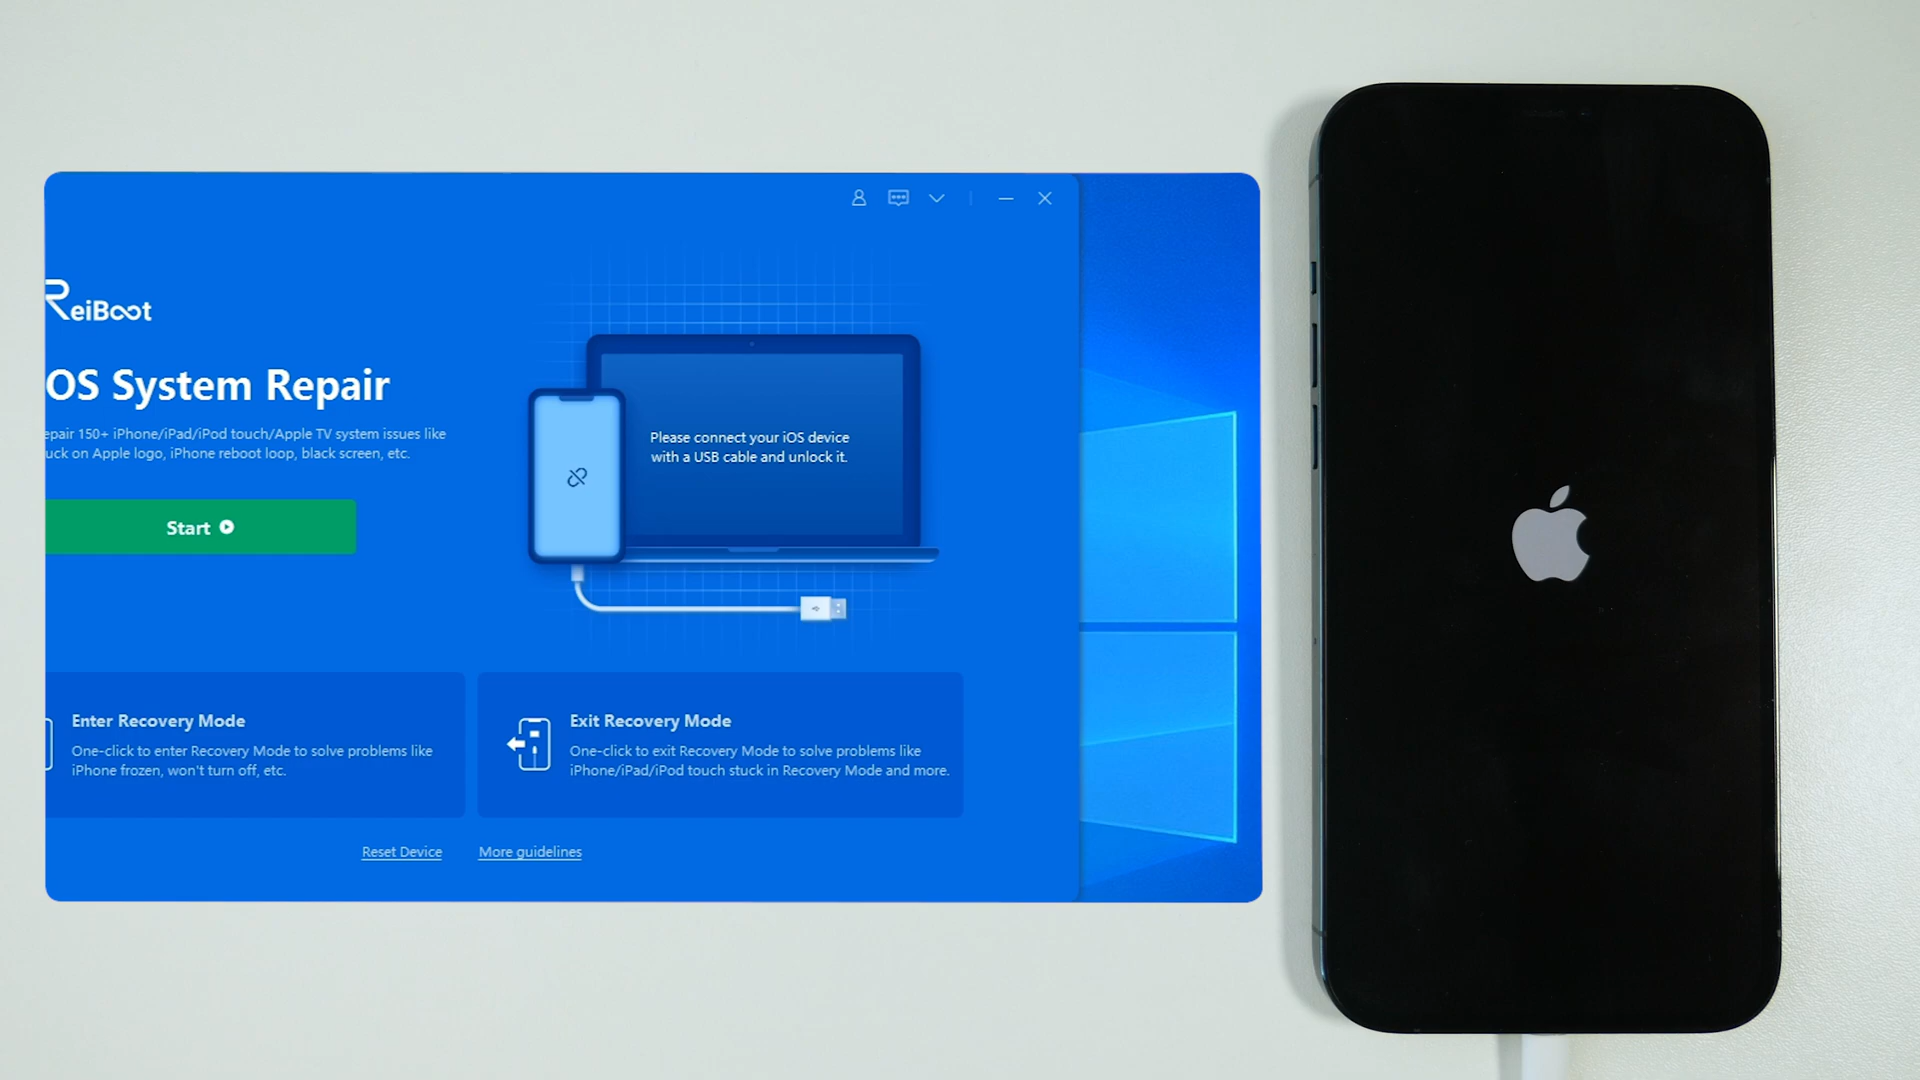 ReiBoot
OS System Repair
epair 150+ iPhone/iPad/iPod touch/Apple TV system issues like
uck on Apple logo, iPhone reboot loop, black screen, etc.
Start
Please connect your iOS device
with a USB cable and unlock it.
Enter Recovery Mode
One-click to enter Recovery Mode to solve problems like
iPhone frozen, won't turn off, etc.
Exit Recovery Mode
One-click to exit Recovery Mode to solve problems like
iPhone/iPad/iPod touch stuck in Recovery Mode and more.
Reset Device
More guidelines